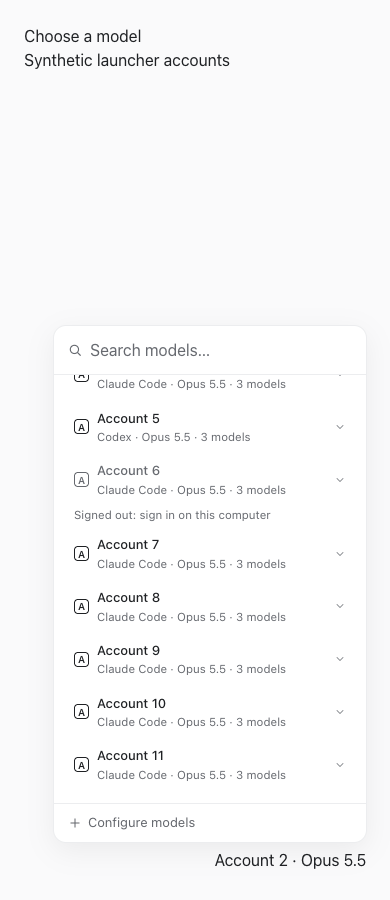 Choose a model
Synthetic launcher accounts
Search models...
A
Claude Code · Opus 5.5 · 3 models
Account 5
A
Codex · Opus 5.5 · 3 models
Account 6
A
Claude Code · Opus 5.5 · 3 models
Signed out: sign in on this computer
Account 7
A
Claude Code · Opus 5.5 · 3 models
Account 8
A
Claude Code · Opus 5.5 · 3 models
Account 9
A
Claude Code · Opus 5.5 · 3 models
Account 10
A
Claude Code · Opus 5.5 · 3 models
Account 11
A
Claude Code · Opus 5.5 · 3 models
+ Configure models
Account 2 · Opus 5.5